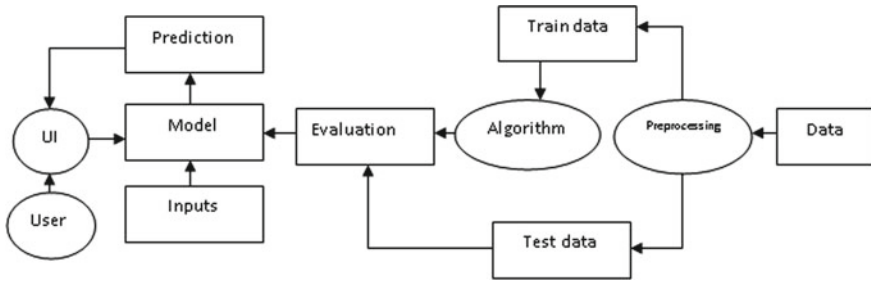 Prediction
Train data
UI
Model
Evaluation
Algorithm
Preprocessing
Data
User
Inputs
Test data